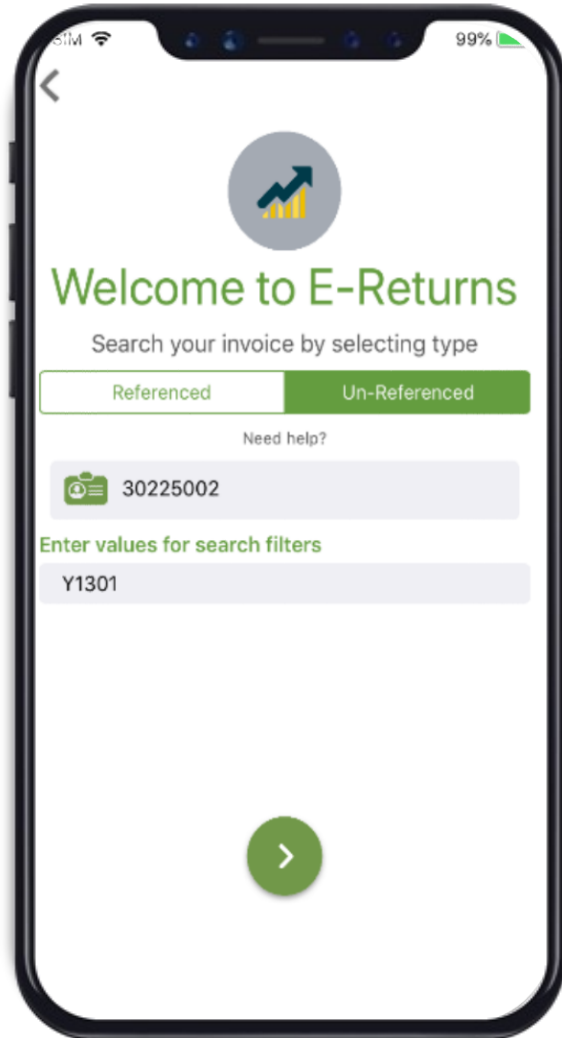 SIM 99%
Welcome to E-Returns
Search your invoice by selecting type
Referenced Un-Referenced
Need help?
30225002
Enter values for search filters
Y1301